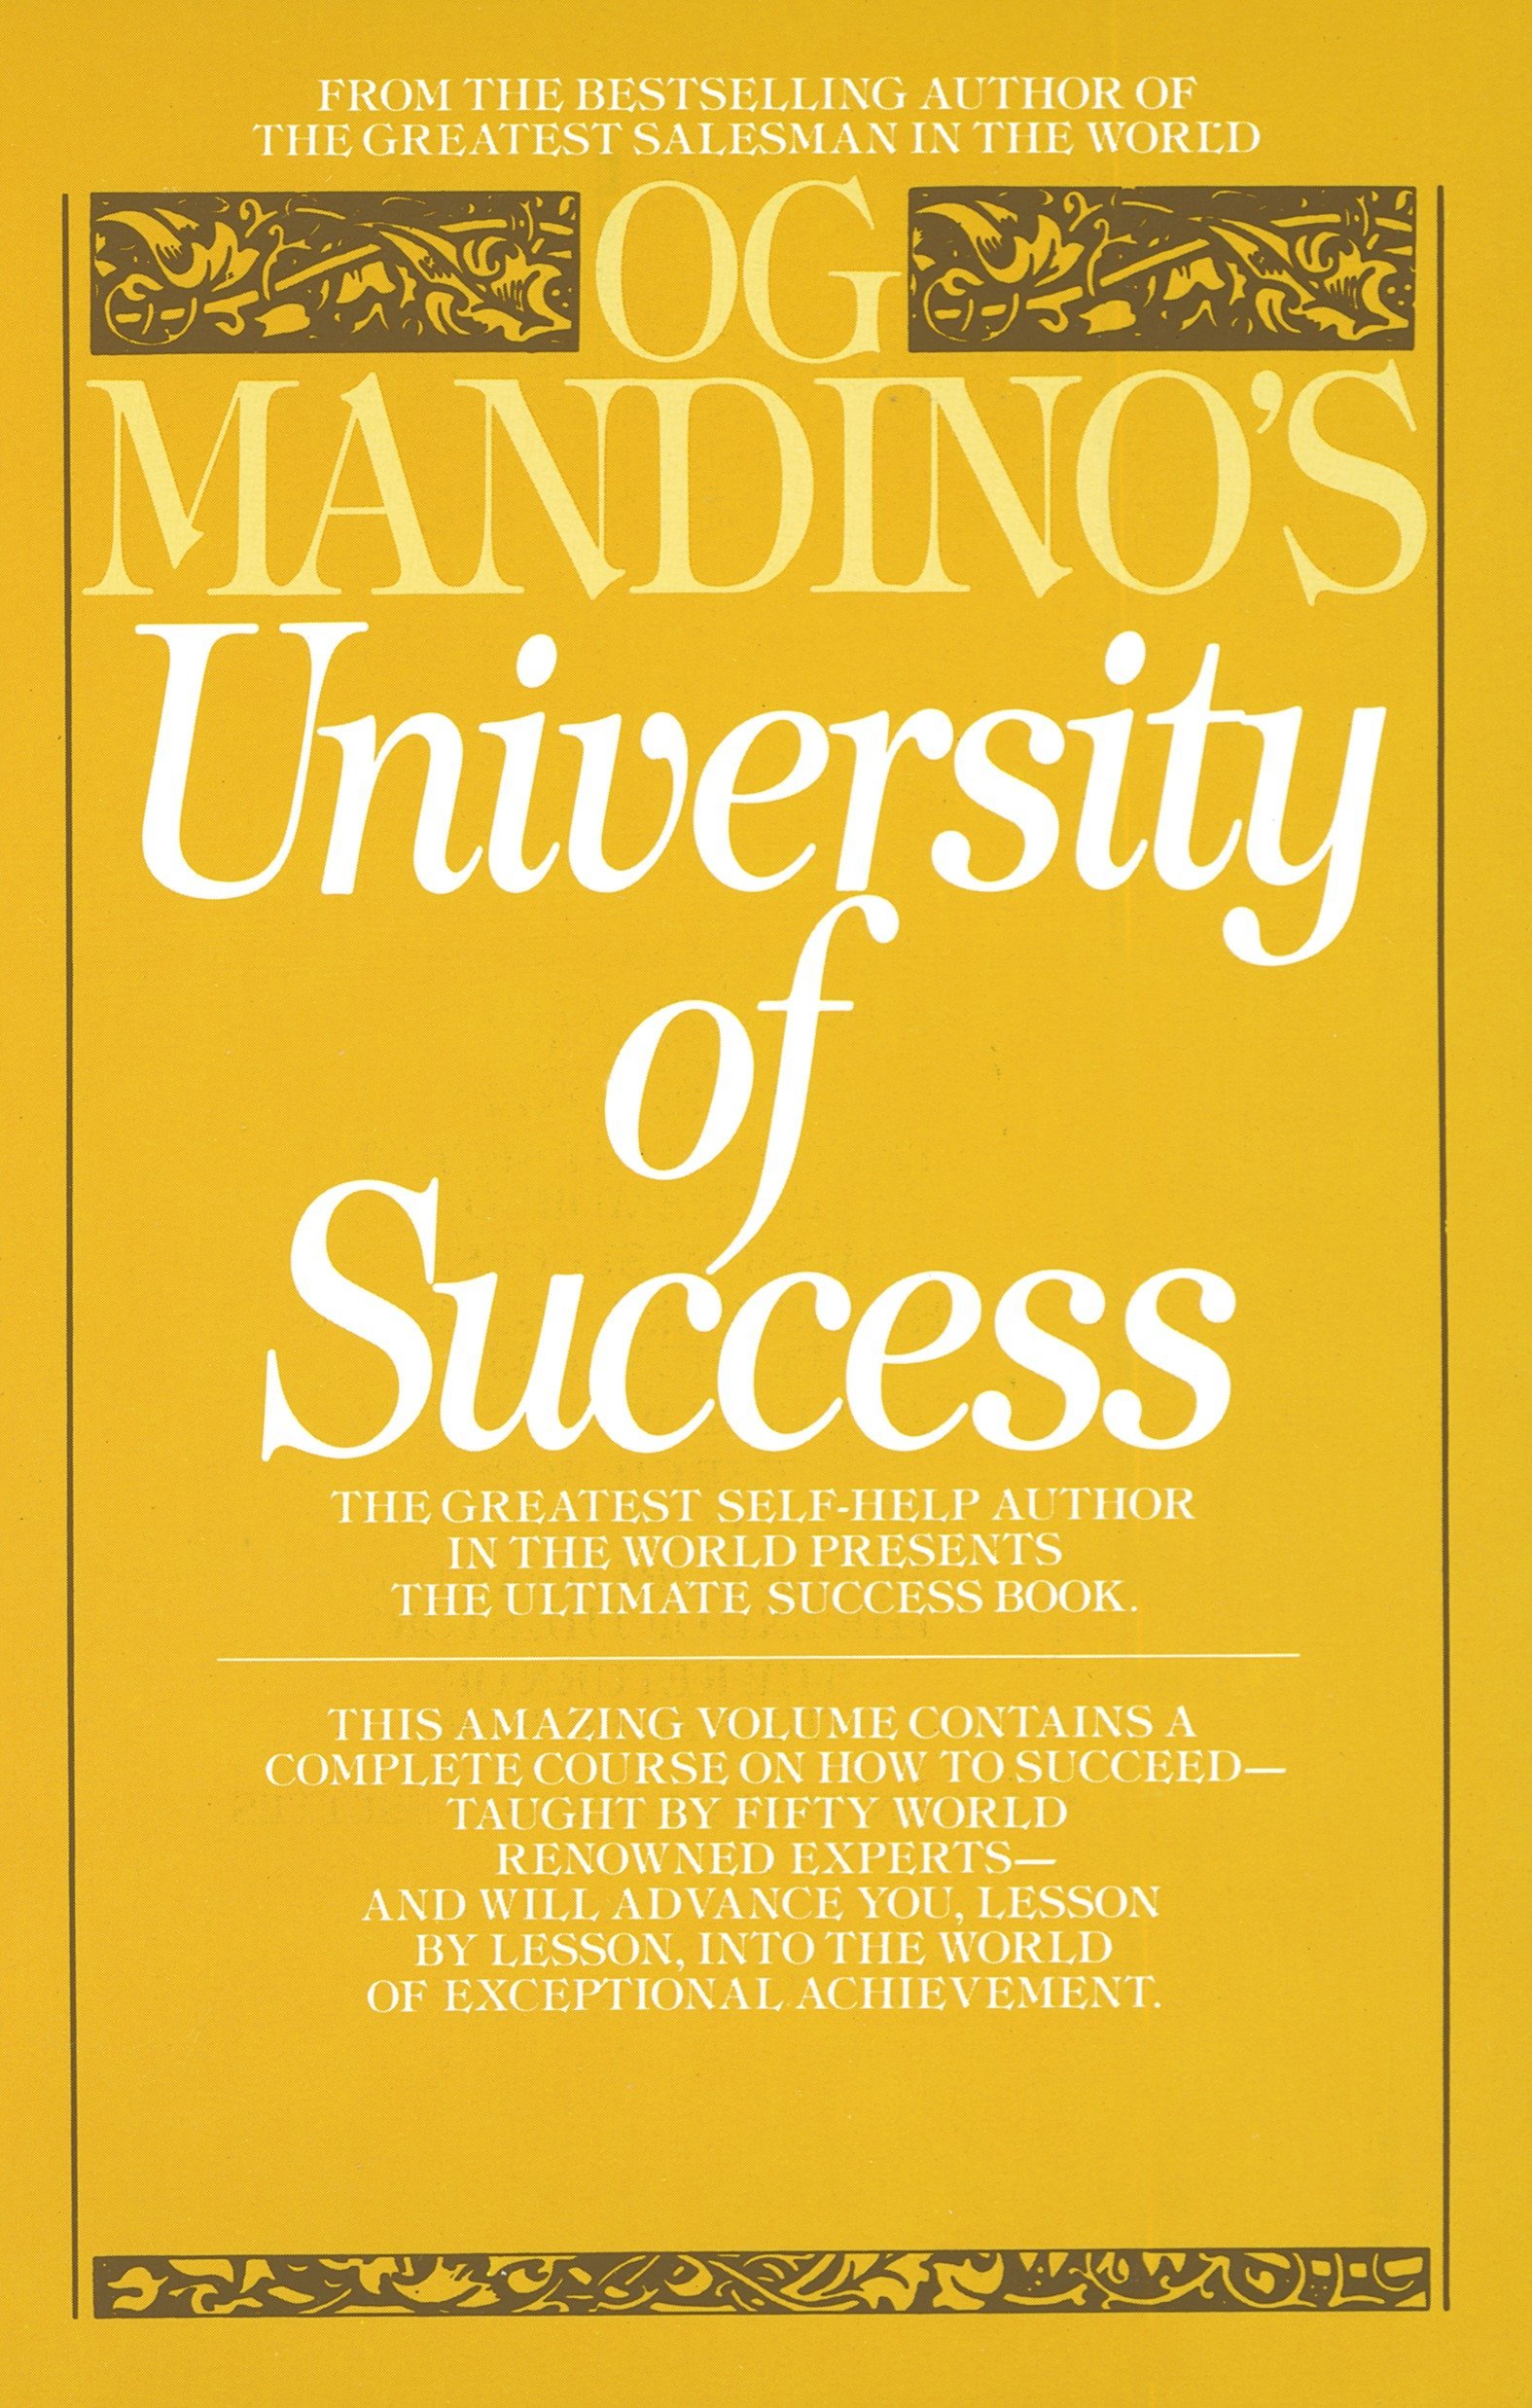 FROM THE BESTSELLING AUTHOR OF
THE GREATEST SALESMAN IN THE WORLD
OG
MANDINO'S
University
of
Success
THE GREATEST SELF-HELP AUTHOR
IN THE WORLD PRESENTS
THE ULTIMATE SUCCESS BOOK.
THIS AMAZING VOLUME CONTAINS A
COMPLETE COURSE ON HOW TO SUCCEED—
TAUGHT BY FIFTY WORLD
RENOWNED EXPERTS—
AND WILL ADVANCE YOU, LESSON
BY LESSON, INTO THE WORLD
OF EXCEPTIONAL ACHIEVEMENT.